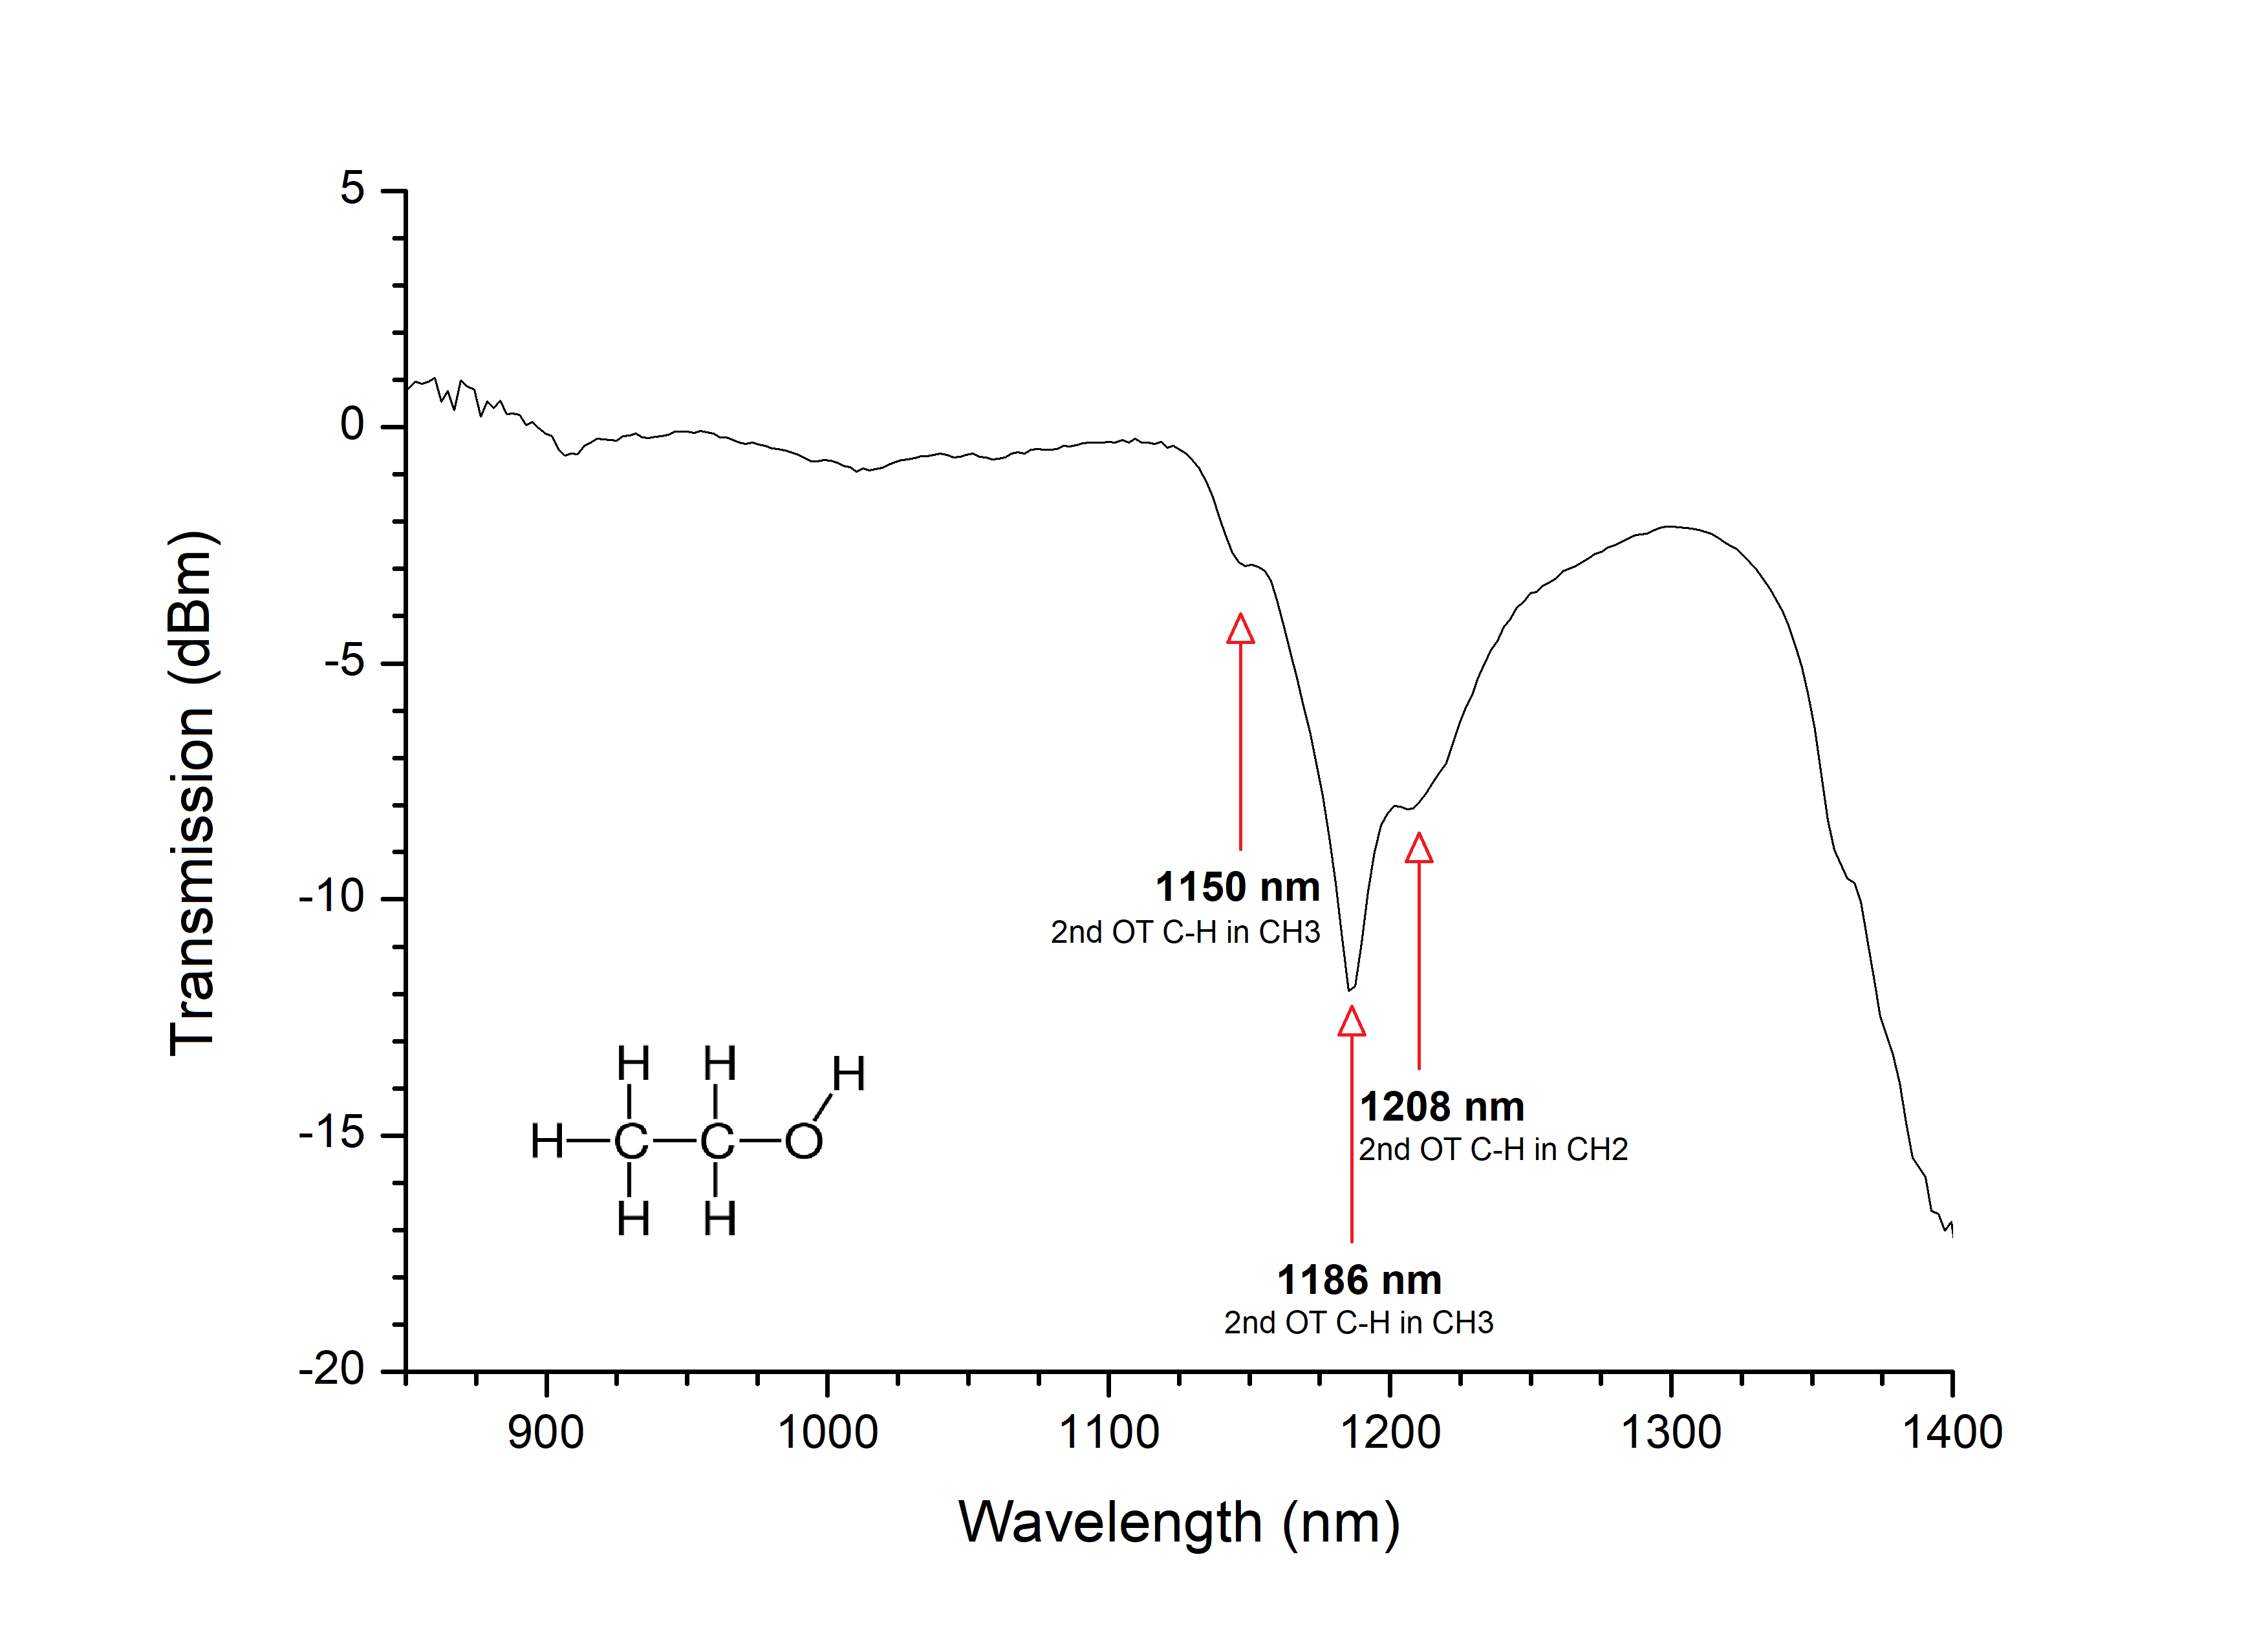 5
0
-5
-10
-15
-20
Transmission (dBm)
1150 nm
2nd OT C-H in CH3
1208 nm
2nd OT C-H in CH2
1186 nm
2nd OT C-H in CH3
H H H
H C C O
H H
900 1000 1100 1200 1300 1400
Wavelength (nm)